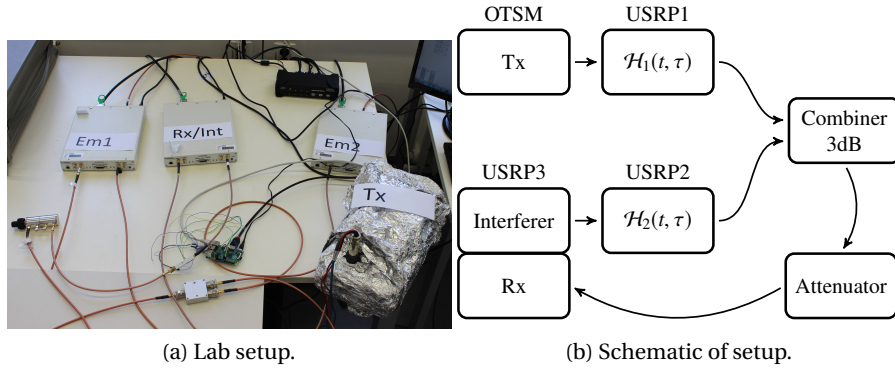 Em1
Rx/Int
Em2
Tx
(a) Lab setup.
OTSM
USRP1
Tx
H₁(t, τ)
Combiner
3dB
USRP3
USRP2
Interferer
H₂(t, τ)
Rx
Attenuator
(b) Schematic of setup.